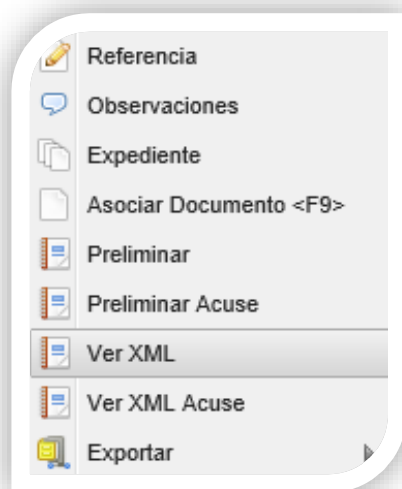 Referencia
Observaciones
Expediente
Asociar Documento <F9>
Preliminar
Preliminar Acuse
Ver XML
Ver XML Acuse
Exportar